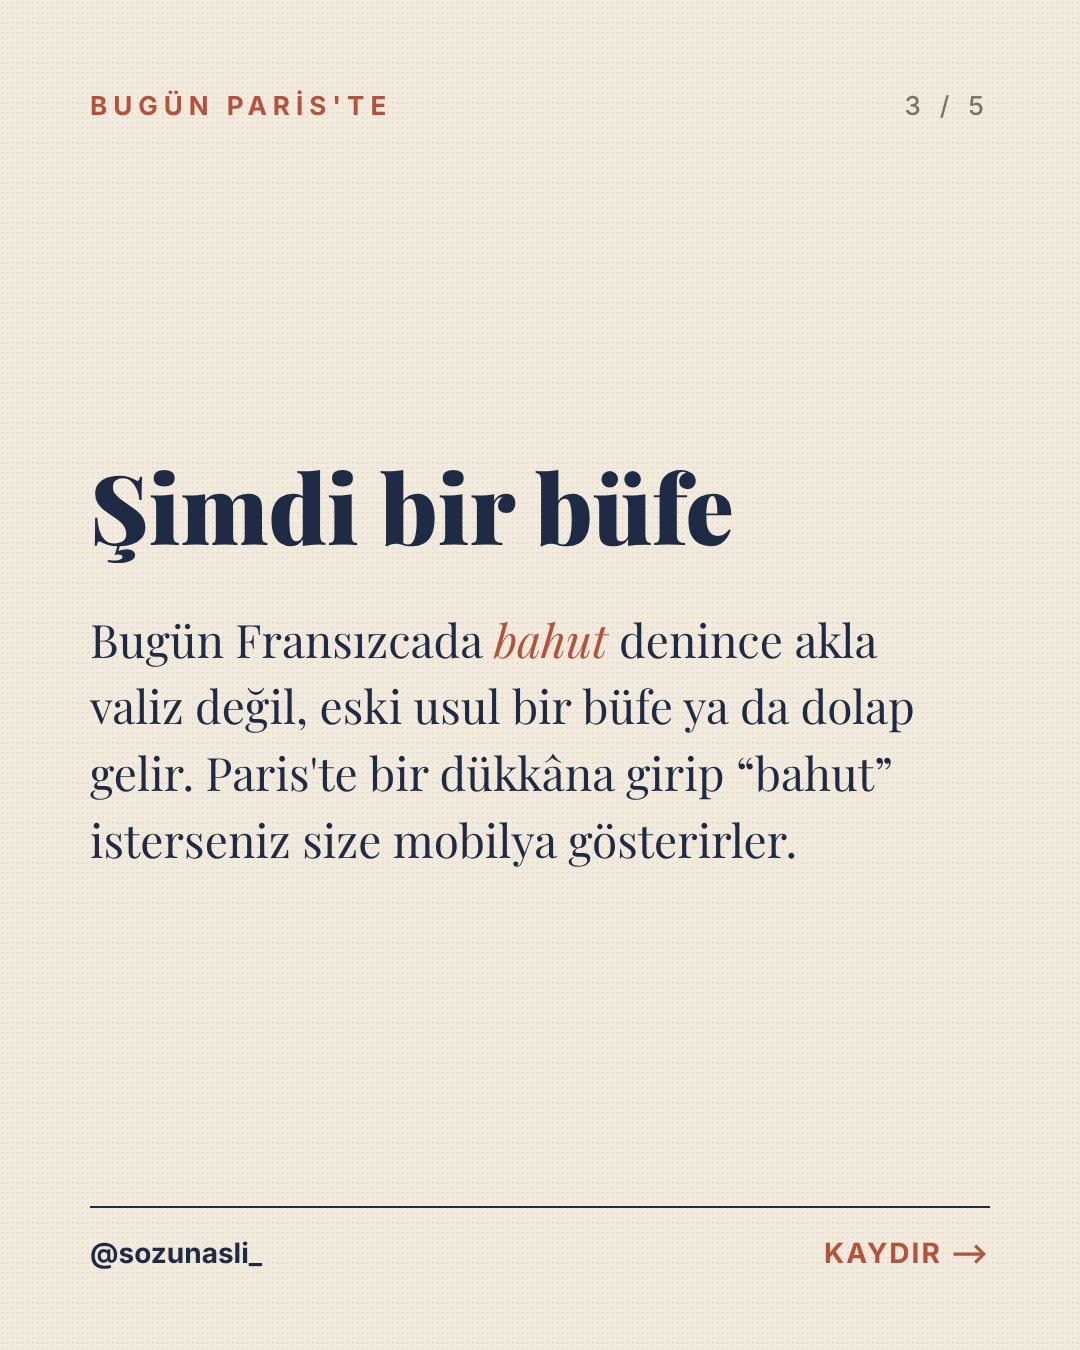 BUGÜN PARİS'TE
3 / 5
Şimdi bir büfe
Bugün Fransızcada bahut denince akla
valiz değil, eski usul bir büfe ya da dolap
gelir. Paris'te bir dükkâna girip “bahut”
isterseniz size mobilya gösterirler.
@sozunasli_
KAYDIR →